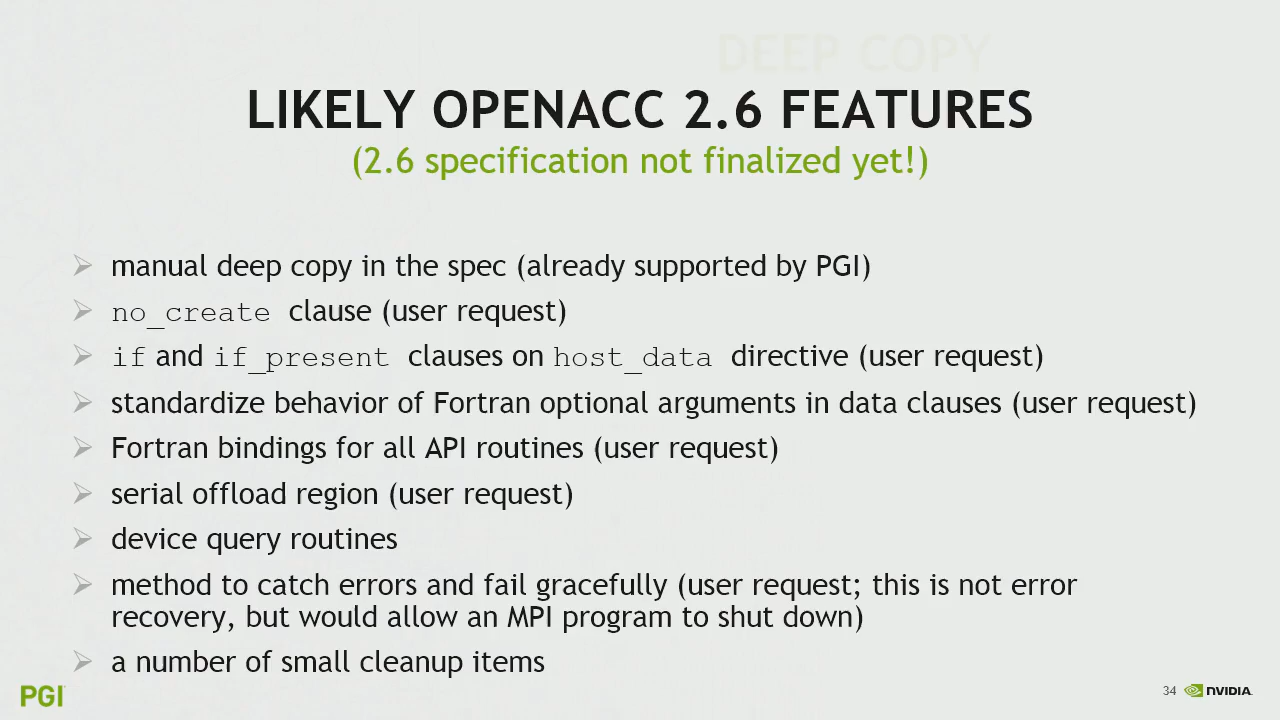 DEEP COPY
LIKELY OPENACC 2.6 FEATURES
(2.6 specification not finalized yet!)
manual deep copy in the spec (already supported by PGI)
no_create clause (user request)
if and if_present clauses on host_data directive (user request)
standardize behavior of Fortran optional arguments in data clauses (user request)
Fortran bindings for all API routines (user request)
serial offload region (user request)
device query routines
method to catch errors and fail gracefully (user request; this is not error
recovery, but would allow an MPI program to shut down)
a number of small cleanup items
PGI
34 NVIDIA.